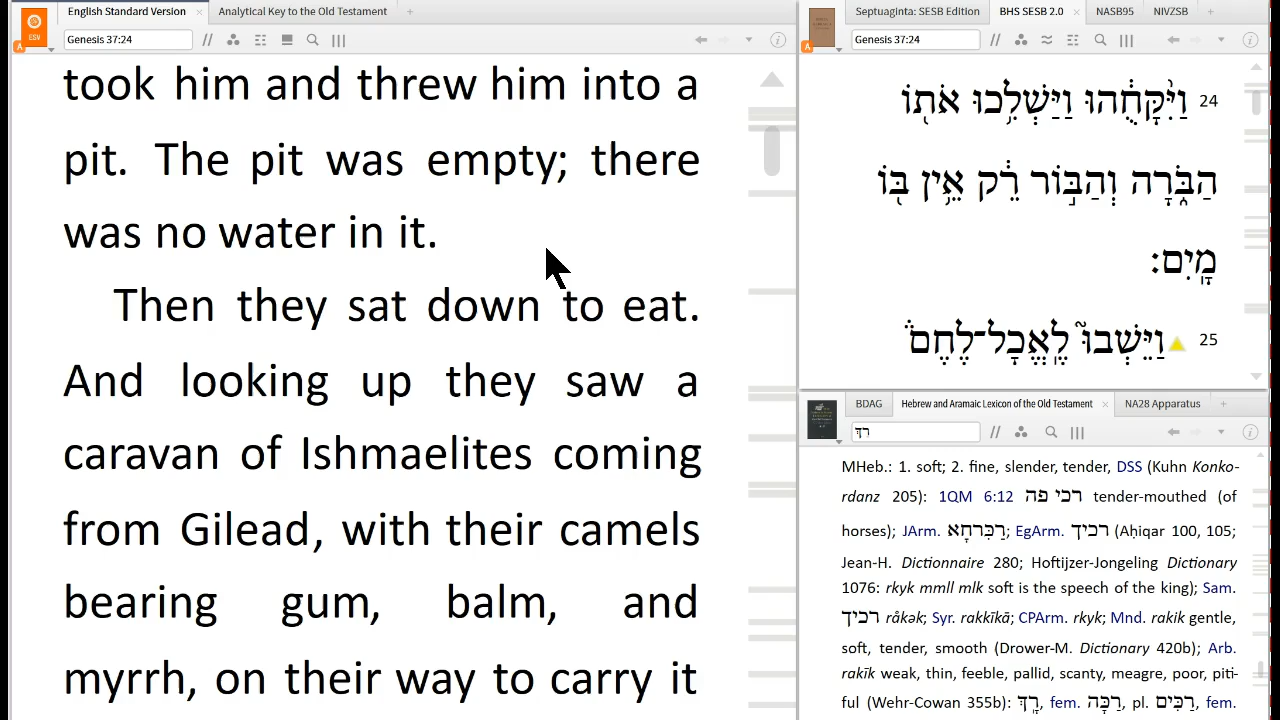 English Standard Version
Analytical Key to the Old Testament
ESV
A
Genesis 37:24
took him and threw him into a
pit. The pit was empty; there
was no water in it.
Then they sat down to eat.
And looking up they saw a
caravan of Ishmaelites coming
from Gilead, with their camels
bearing gum, balm, and
myrrh, on their way to carry it
Septuaginta: SESB Edition
BHS SESB 2.0
NASB95
NIVZSB
A
Genesis 37:24
24 וַיִּ֨קָּחֻ֔הוּ וַיַּשְׁלִ֥כוּ אֹת֖וֹ
הַבֹּ֑רָה וְהַבּ֣וֹר רֵ֔ק אֵ֥ין בּ֖וֹ
מָֽיִם׃
25 וַיֵּשְׁבוּ֮ לֶֽאֱכָל־לֶחֶם֒
BDAG
Hebrew and Aramaic Lexicon of the Old Testament
NA28 Apparatus
רךְ
MHeb.: 1. soft; 2. fine, slender, tender, DSS (Kuhn Konko-
rdanz 205): 1QM 6:12 רכי פה tender-mouthed (of
horses); JArm. רַכִּרחָא; EgArm. רכיך (Aḥiqar 100, 105;
Jean-H. Dictionnaire 280; Hoftijzer-Jongeling Dictionary
1076: rkyk mmll mlk soft is the speech of the king); Sam.
רכיך råkək; Syr. rakkīkā; CPArm. rkyk; Mnd. rakik gentle,
soft, tender, smooth (Drower-M. Dictionary 420b); Arb.
rakīk weak, thin, feeble, pallid, scanty, meagre, poor, piti-
ful (Wehr-Cowan 355b): רָךְ, fem. רַכָּה, pl. רַכִּים, fem.